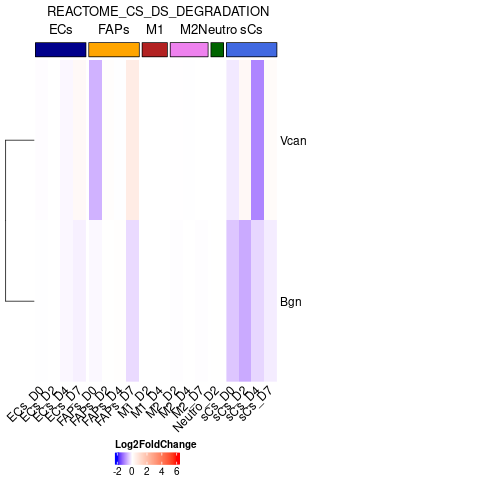 REACTOME_CS_DS_DEGRADATION
ECs FAPs M1 M2 Neutro sCs
Vcan
Bgn
ECs_D0 ECs_D2 ECs_D4 ECs_D7 FAPs_D0 FAPs_D2 FAPs_D4 FAPs_D7 M1_D2 M1_D4 M2_D2 M2_D4 M2_D7 Neutro_D2 sCs_D0 sCs_D2 sCs_D4 sCs_D7
Log2FoldChange
-2 0 2 4 6